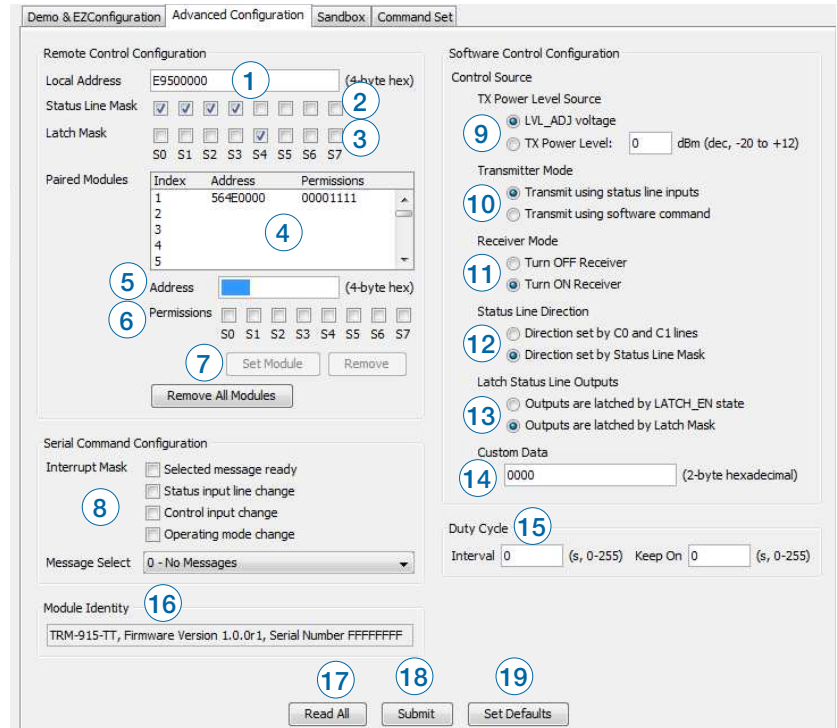 Demo & EZConfiguration Advanced Configuration Sandbox Command Set
Remote Control Configuration
Local Address E9500000 1 (4-byte hex)
Status Line Mask 2
Latch Mask 3
S0 S1 S2 S3 S4 S5 S6 S7
Paired Modules Index Address Permissions
1 564E0000 00001111
2
3
4
5
4
5 Address (4-byte hex)
6 Permissions
S0 S1 S2 S3 S4 S5 S6 S7
7 Set Module Remove
Remove All Modules
Serial Command Configuration
Interrupt Mask Selected message ready
Status input line change
8 Control input change
Operating mode change
Message Select 0 - No Messages
Module Identity 16
TRM-915-TT, Firmware Version 1.0.0r1, Serial Number FFFFFFFF
Software Control Configuration
Control Source
TX Power Level Source
9 LVL_ADJ voltage
TX Power Level: 0 dBm (dec, -20 to +12)
Transmitter Mode
10 Transmit using status line inputs
Transmit using software command
Receiver Mode
11 Turn OFF Receiver
Turn ON Receiver
Status Line Direction
12 Direction set by C0 and C1 lines
Direction set by Status Line Mask
Latch Status Line Outputs
13 Outputs are latched by LATCH_EN state
Outputs are latched by Latch Mask
Custom Data
14 0000 (2-byte hexadecimal)
Duty Cycle 15
Interval 0 (s, 0-255) Keep On 0 (s, 0-255)
17 18 19
Read All Submit Set Defaults